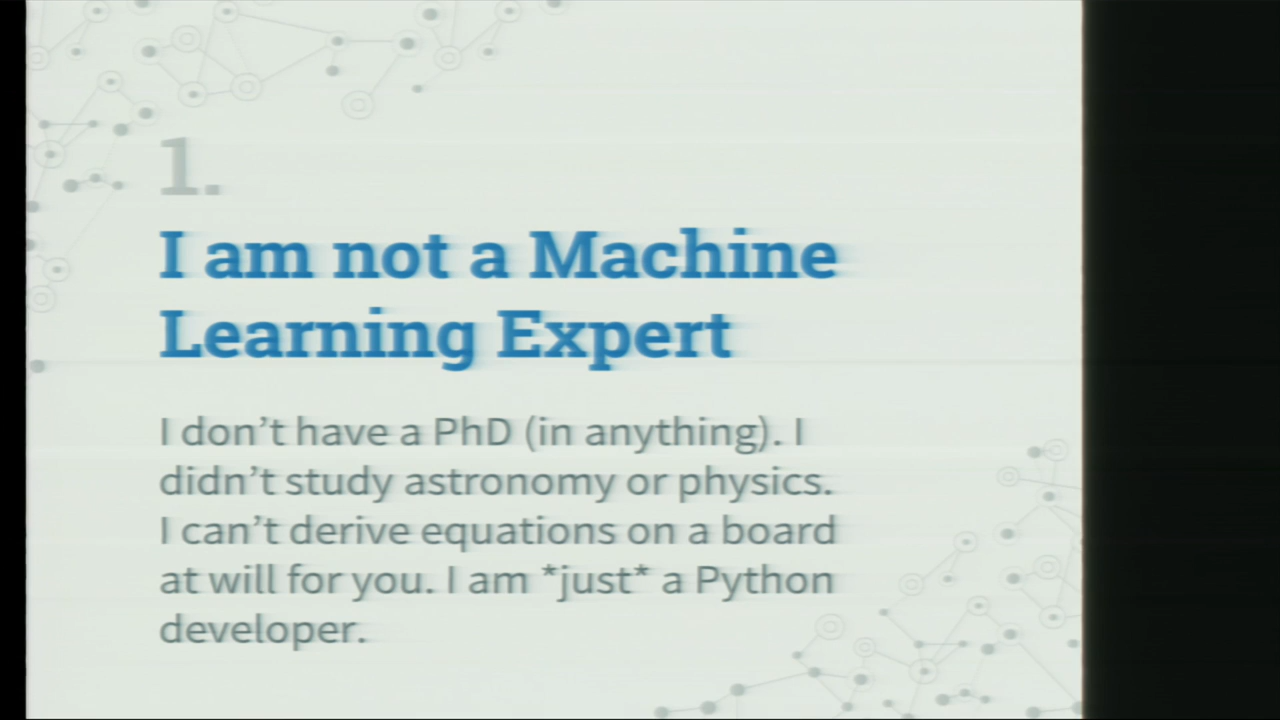 1.
I am not a Machine
Learning Expert
I don’t have a PhD (in anything). I
didn’t study astronomy or physics.
I can’t derive equations on a board
at will for you. I am *just* a Python
developer.